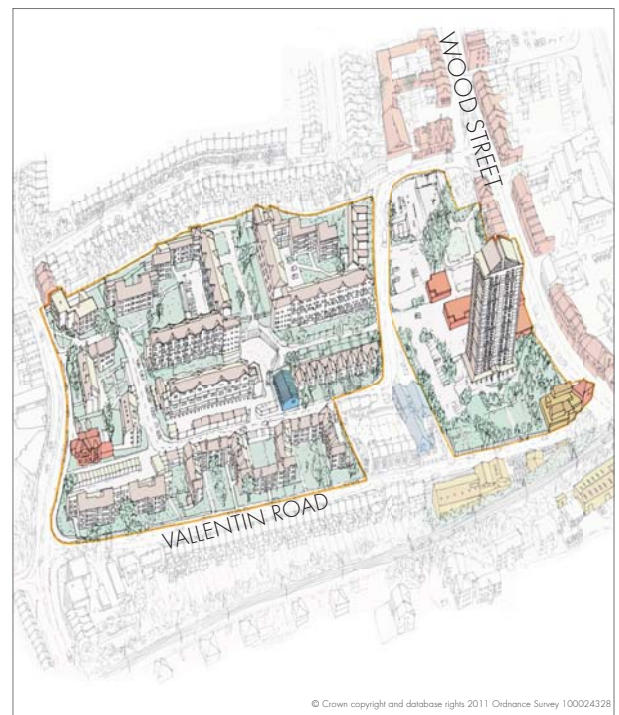 WOOD STREET
VALLENTIN ROAD
© Crown copyright and database rights 2011 Ordnance Survey 100024328